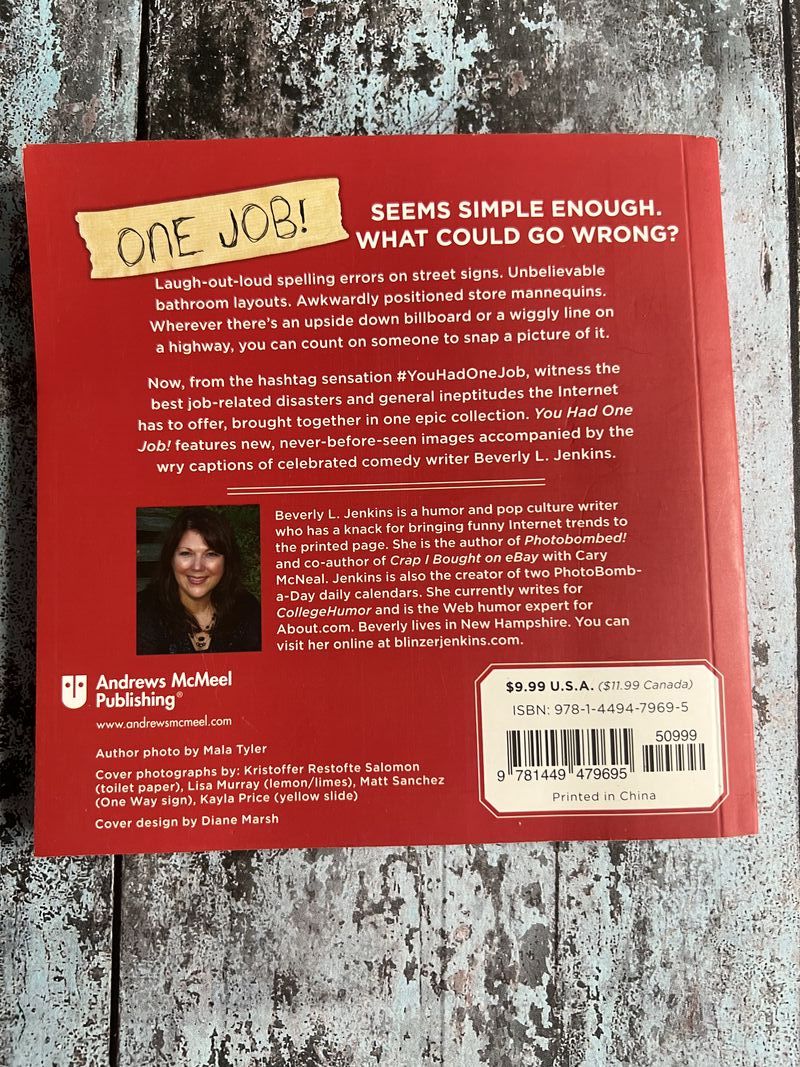 ONE JOB!
SEEMS SIMPLE ENOUGH.
WHAT COULD GO WRONG?
Laugh-out-loud spelling errors on street signs. Unbelievable
bathroom layouts. Awkwardly positioned store mannequins.
Wherever there's an upside down billboard or a wiggly line on
a highway, you can count on someone to snap a picture of it.
Now, from the hashtag sensation #YouHadOneJob, witness the
best job-related disasters and general ineptitudes the Internet
has to offer, brought together in one epic collection. You Had One
Job! features new, never-before-seen images accompanied by the
wry captions of celebrated comedy writer Beverly L. Jenkins.
Beverly L. Jenkins is a humor and pop culture writer
who has a knack for bringing funny Internet trends to
the printed page. She is the author of Photobombed!
and co-author of Crap I Bought on eBay with Cary
McNeal. Jenkins is also the creator of two PhotoBomb-
a-Day daily calendars. She currently writes for
CollegeHumor and is the Web humor expert for
About.com. Beverly lives in New Hampshire. You can
visit her online at blinzerjenkins.com.
Andrews McMeel
Publishing®
www.andrewsmcmeel.com
Author photo by Mala Tyler
Cover photographs by: Kristoffer Restofte Salomon
(toilet paper), Lisa Murray (lemon/limes), Matt Sanchez
(One Way sign), Kayla Price (yellow slide)
Cover design by Diane Marsh
$9.99 U.S.A. ($11.99 Canada)
ISBN: 978-1-4494-7969-5
50999
9 781449 479695
Printed in China